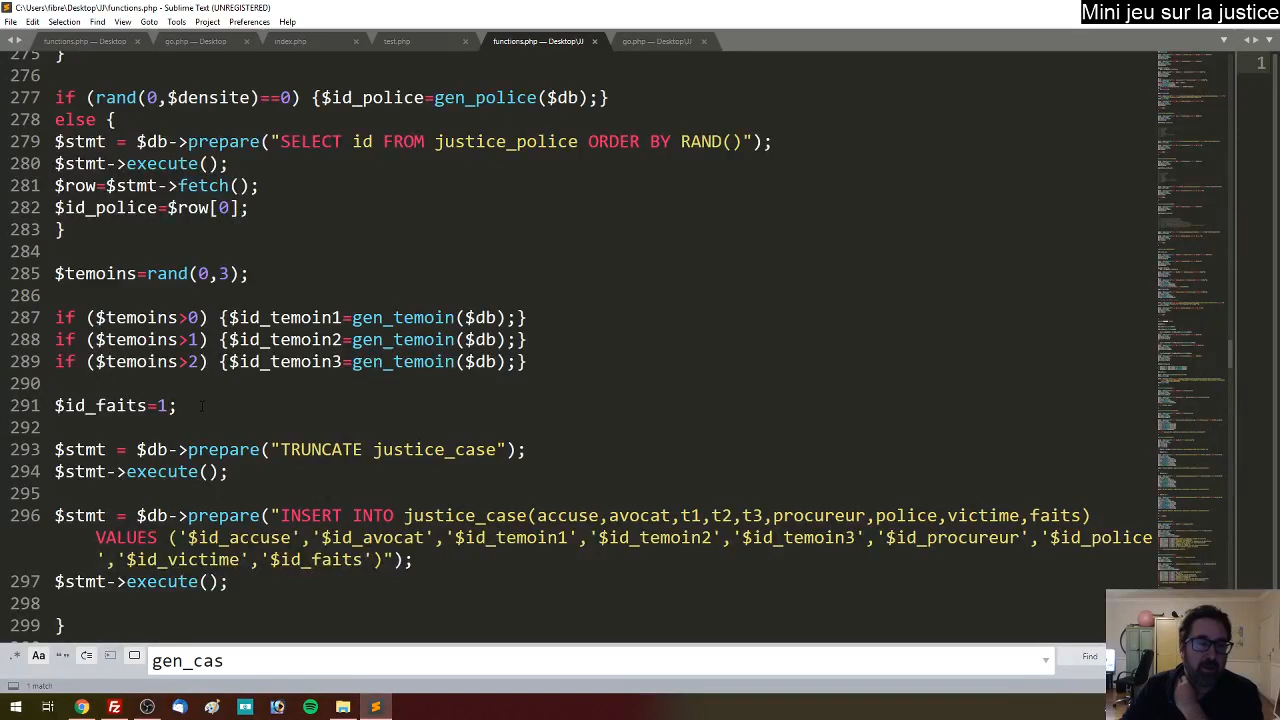 C:\Users\fibre\Desktop\JJ\functions.php - Sublime Text (UNREGISTERED)
Mini jeu sur la justice
File Edit Selection Find View Goto Tools Project Preferences Help
functions.php — Desktop × go.php — Desktop × index.php × test.php × functions.php — Desktop\JJ × go.php — Desktop\JJ ×
275 }
276
277 if (rand(0,$densite)==0) {$id_police=gen_police($db);}
278 else {
279 $stmt = $db->prepare("SELECT id FROM justice_police ORDER BY RAND()");
280 $stmt->execute();
281 $row=$stmt->fetch();
282 $id_police=$row[0];
283 }
284
285 $temoins=rand(0,3);
286
287 if ($temoins>0) {$id_temoin1=gen_temoin($db);}
288 if ($temoins>1) {$id_temoin2=gen_temoin($db);}
289 if ($temoins>2) {$id_temoin3=gen_temoin($db);}
290
291 $id_faits=1;
292
293 $stmt = $db->prepare("TRUNCATE justice_case");
294 $stmt->execute();
295
296 $stmt = $db->prepare("INSERT INTO justice_case(accuse,avocat,t1,t2,t3,procureur,police,victime,faits)
VALUES ('$id_accuse','$id_avocat','$id_temoin1','$id_temoin2','$id_temoin3','$id_procureur','$id_police
','$id_victime','$id_faits')");
297 $stmt->execute();
298
299 }
1
.* Aa “” gen_cas Find
1 match